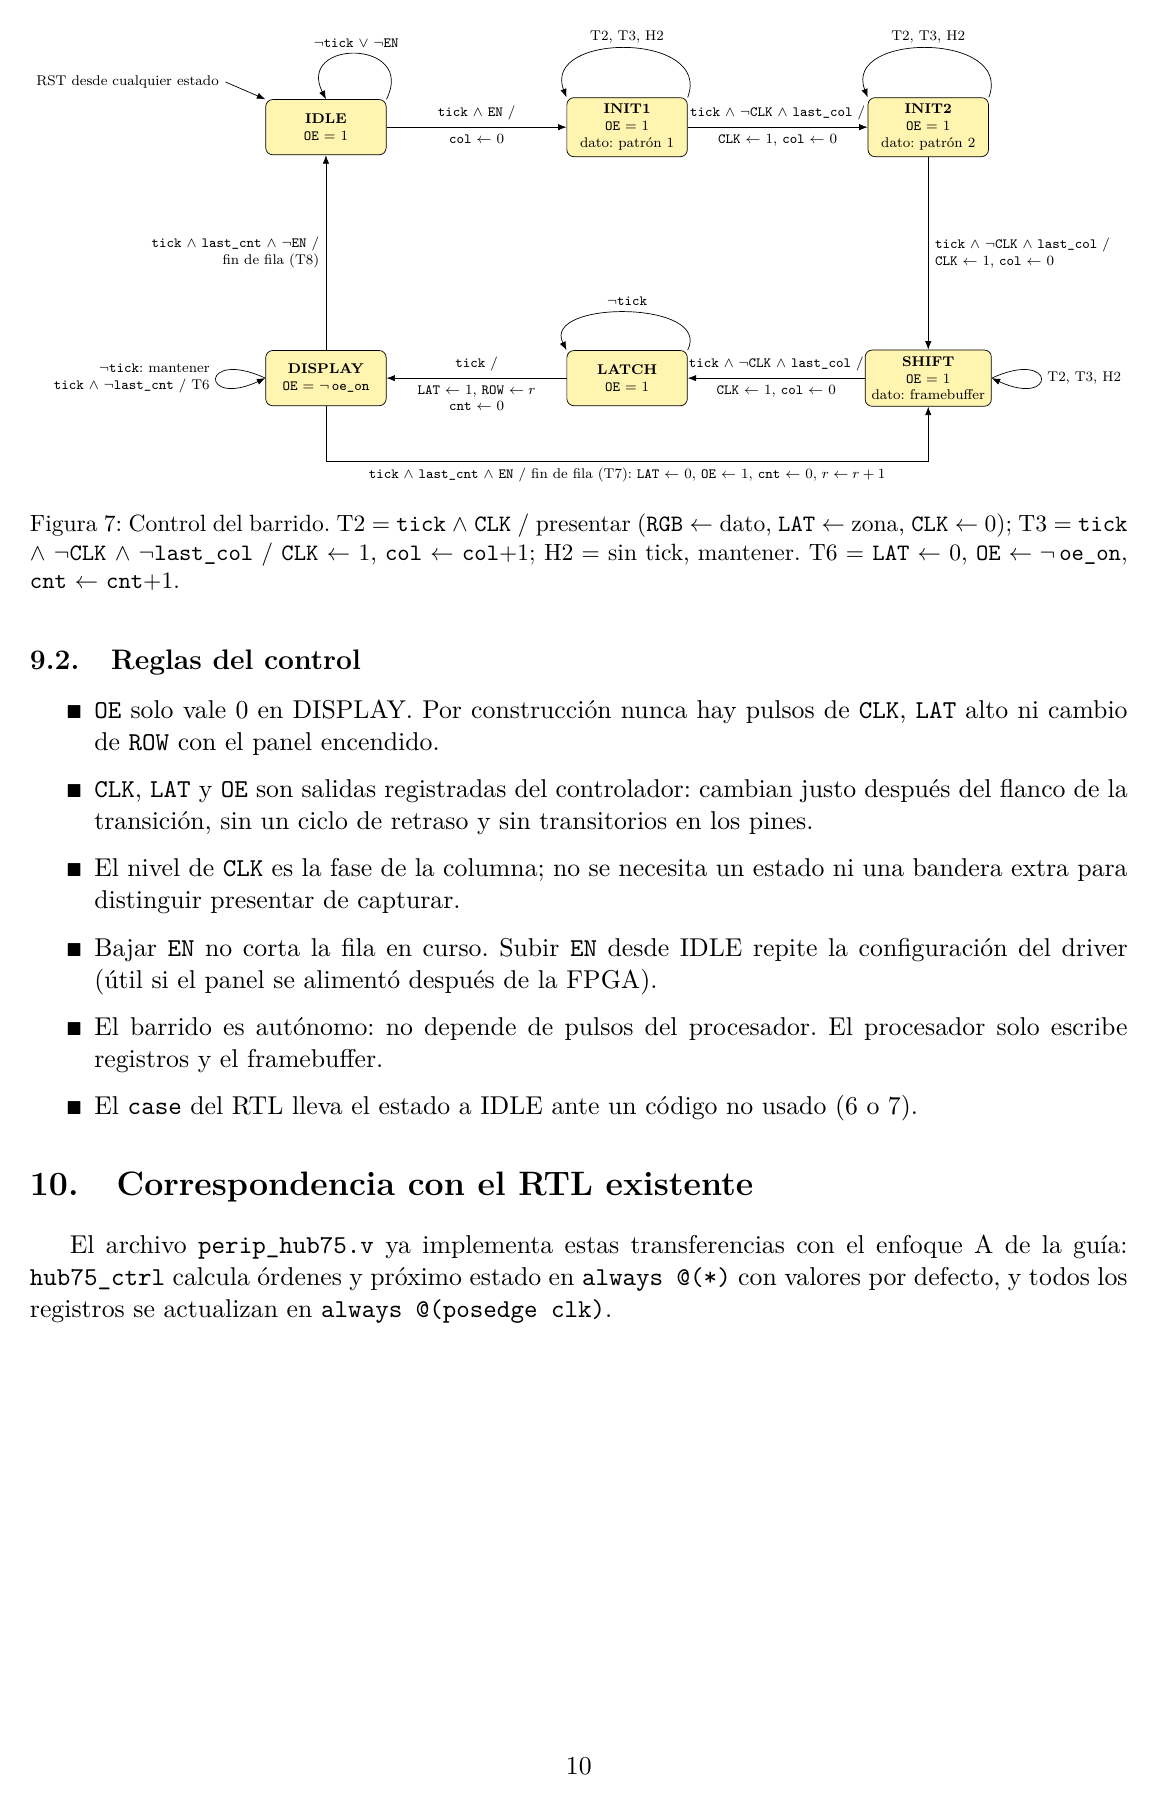 ¬tick ∨ ¬EN
T2, T3, H2
T2, T3, H2
RST desde cualquier estado
IDLE
OE = 1
tick ∧ EN /
col ← 0
INIT1
OE = 1
dato: patrón 1
tick ∧ ¬CLK ∧ last_col /
CLK ← 1, col ← 0
INIT2
OE = 1
dato: patrón 2
tick ∧ last_cnt ∧ ¬EN /
fin de fila (T8)
tick ∧ ¬CLK ∧ last_col /
CLK ← 1, col ← 0
¬tick
¬tick: mantener
tick ∧ ¬last_cnt / T6
DISPLAY
OE = ¬ oe_on
tick /
LAT ← 1, ROW ← r
cnt ← 0
LATCH
OE = 1
tick ∧ ¬CLK ∧ last_col /
CLK ← 1, col ← 0
SHIFT
OE = 1
dato: framebuffer
T2, T3, H2
tick ∧ last_cnt ∧ EN / fin de fila (T7): LAT ← 0, OE ← 1, cnt ← 0, r ← r + 1
Figura 7: Control del barrido. T2 = tick ∧ CLK / presentar (RGB ← dato, LAT ← zona, CLK ← 0); T3 = tick
∧ ¬CLK ∧ ¬last_col / CLK ← 1, col ← col+1; H2 = sin tick, mantener. T6 = LAT ← 0, OE ← ¬ oe_on,
cnt ← cnt+1.
9.2. Reglas del control
■ OE solo vale 0 en DISPLAY. Por construcción nunca hay pulsos de CLK, LAT alto ni cambio
de ROW con el panel encendido.
■ CLK, LAT y OE son salidas registradas del controlador: cambian justo después del flanco de la
transición, sin un ciclo de retraso y sin transitorios en los pines.
■ El nivel de CLK es la fase de la columna; no se necesita un estado ni una bandera extra para
distinguir presentar de capturar.
■ Bajar EN no corta la fila en curso. Subir EN desde IDLE repite la configuración del driver
(útil si el panel se alimentó después de la FPGA).
■ El barrido es autónomo: no depende de pulsos del procesador. El procesador solo escribe
registros y el framebuffer.
■ El case del RTL lleva el estado a IDLE ante un código no usado (6 o 7).
10. Correspondencia con el RTL existente
El archivo perip_hub75.v ya implementa estas transferencias con el enfoque A de la guía:
hub75_ctrl calcula órdenes y próximo estado en always @(*) con valores por defecto, y todos los
registros se actualizan en always @(posedge clk).
10